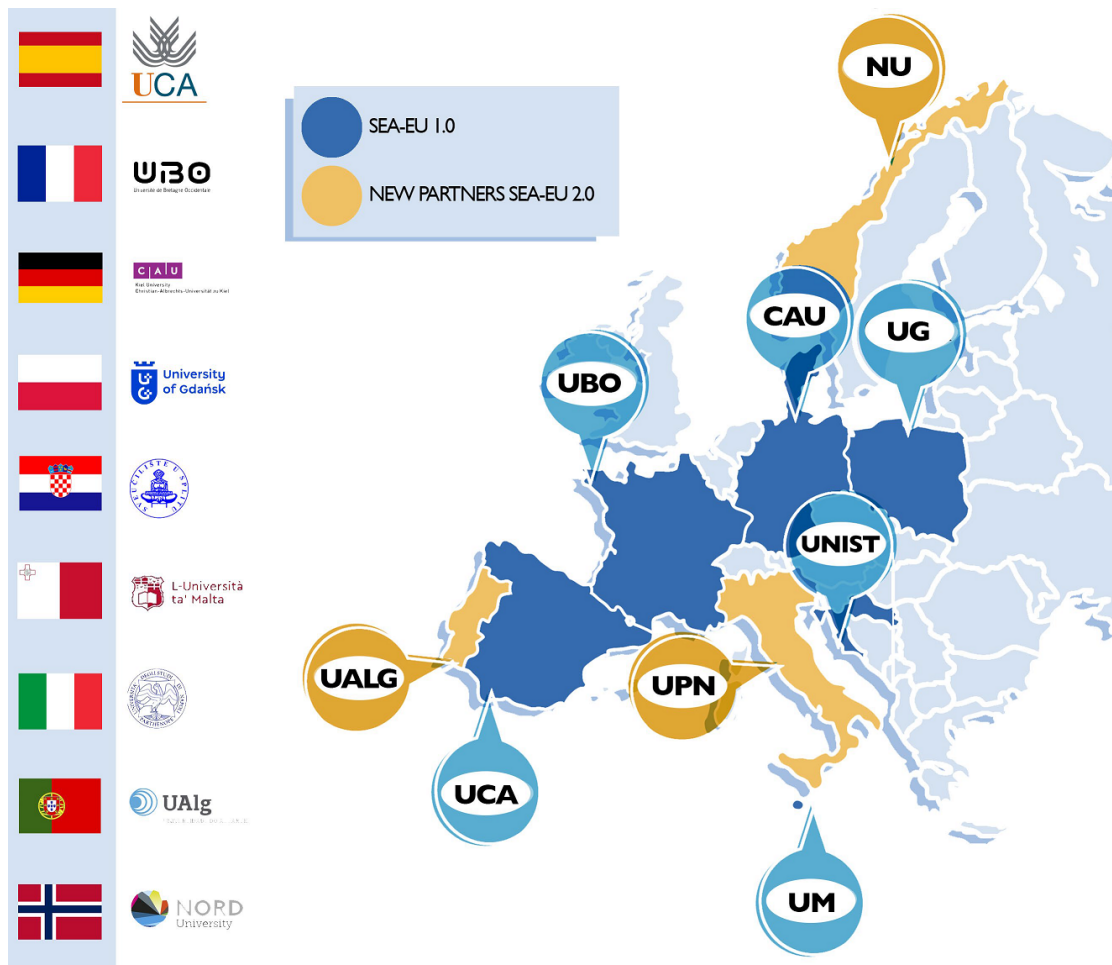 UCA
UBO
Université de Bretagne Occidentale
C|A|U
Kiel University
Christian-Albrechts-Universität zu Kiel
University
of Gdańsk
SVEUČILIŠTE U SPLITU
L-Università
ta' Malta
UAlg
NORD
University
SEA-EU 1.0
NEW PARTNERS SEA-EU 2.0
NU
CAU
UG
UBO
UNIST
UALG
UPN
UCA
UM